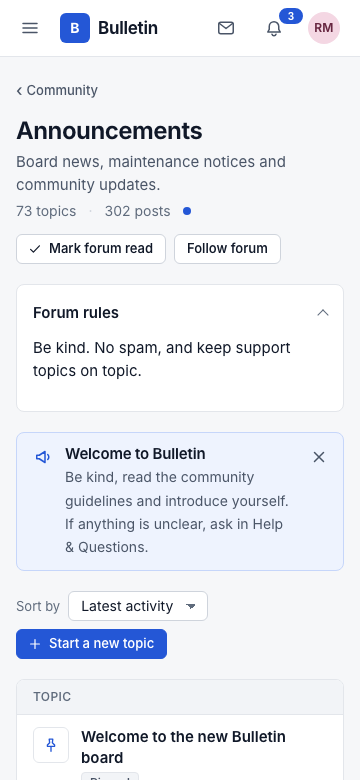 B Bulletin 3 RM
‹ Community
Announcements
Board news, maintenance notices and
community updates.
73 topics · 302 posts
Mark forum read Follow forum
Forum rules
Be kind. No spam, and keep support
topics on topic.
Welcome to Bulletin
Be kind, read the community
guidelines and introduce yourself.
If anything is unclear, ask in Help
& Questions.
Sort by Latest activity
+ Start a new topic
TOPIC
Welcome to the new Bulletin
board